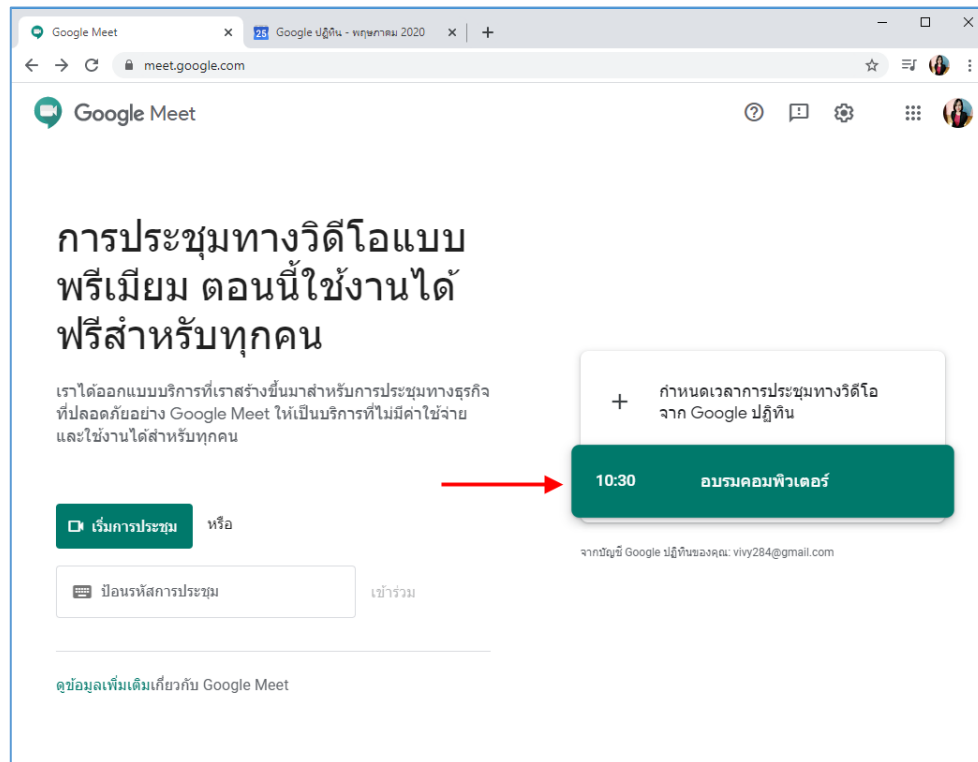 Google Meet
Google ปฏิทิน - พฤษภาคม 2020
meet.google.com
Google Meet
การประชุมทางวิดีโอแบบ
พรีเมียม ตอนนี้ใช้งานได้
ฟรีสำหรับทุกคน
เราได้ออกแบบบริการที่เราสร้างขึ้นมาสำหรับการประชุมทางธุรกิจ
ที่ปลอดภัยอย่าง Google Meet ให้เป็นบริการที่ไม่มีค่าใช้จ่าย
และใช้งานได้สำหรับทุกคน
เริ่มการประชุม หรือ
ป้อนรหัสการประชุม เข้าร่วม
ดูข้อมูลเพิ่มเติมเกี่ยวกับ Google Meet
กำหนดเวลาการประชุมทางวิดีโอ
จาก Google ปฏิทิน
10:30 อบรมคอมพิวเตอร์
จากบัญชี Google ปฏิทินของคุณ: vivy284@gmail.com